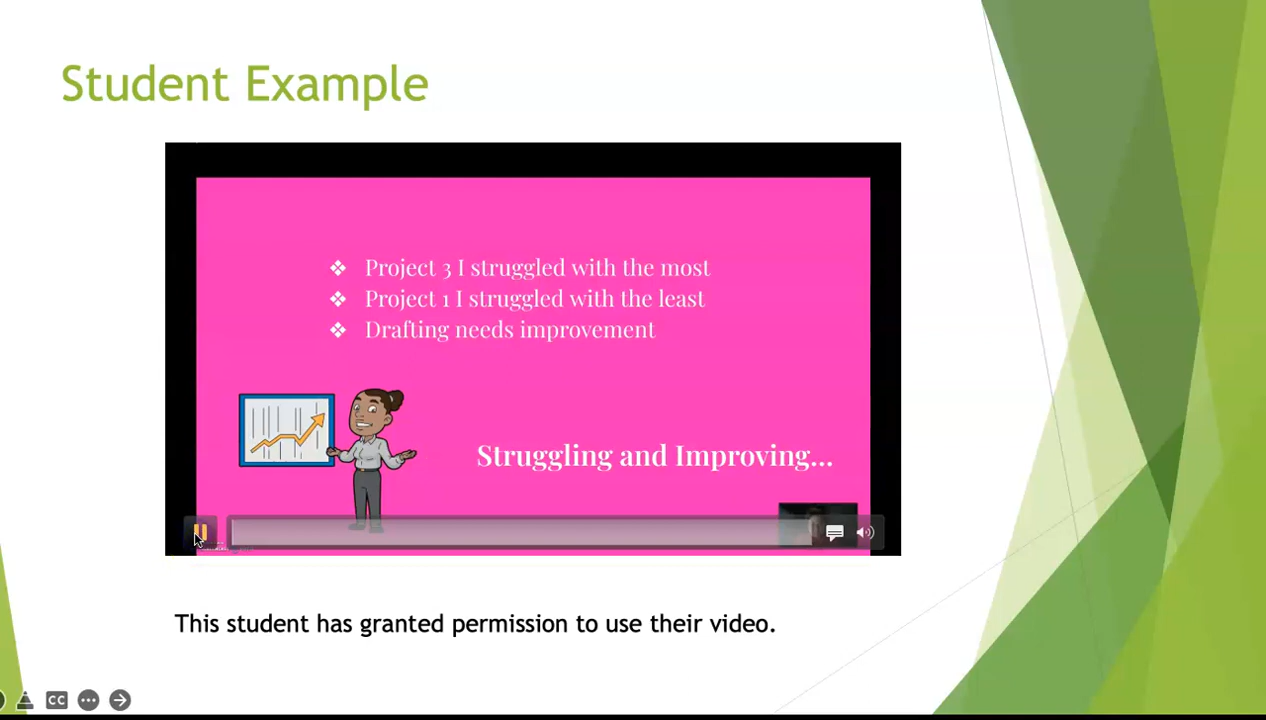 Student Example
❖ Project 3 I struggled with the most
❖ Project 1 I struggled with the least
❖ Drafting needs improvement
Struggling and Improving...
This student has granted permission to use their video.
CC